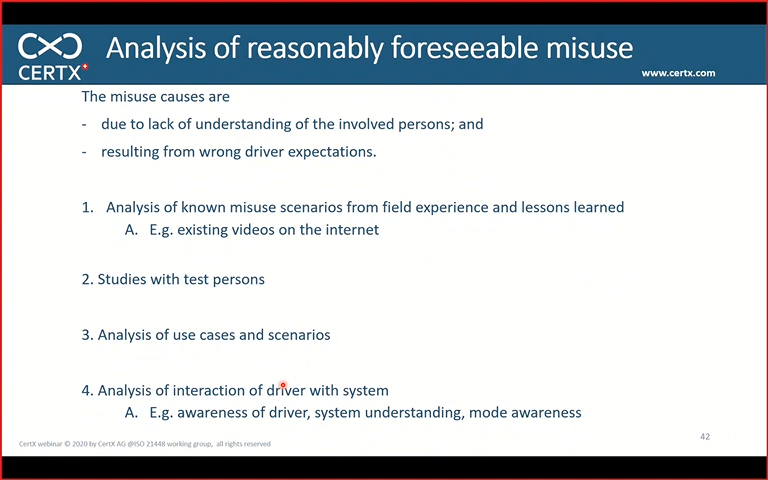 Analysis of reasonably foreseeable misuse
CERTX
www.certx.com
The misuse causes are
- due to lack of understanding of the involved persons; and
- resulting from wrong driver expectations.
1. Analysis of known misuse scenarios from field experience and lessons learned
A. E.g. existing videos on the internet
2. Studies with test persons
3. Analysis of use cases and scenarios
4. Analysis of interaction of driver with system
A. E.g. awareness of driver, system understanding, mode awareness
42
CertX webinar © 2020 by CertX AG @ISO 21448 working group, all rights reserved